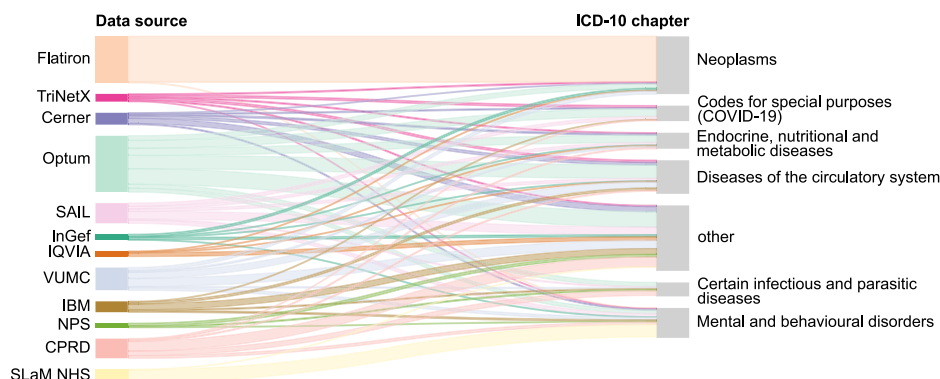 Data source
ICD-10 chapter
Flatiron
TriNetX
Cerner
Optum
SAIL
InGef
IQVIA
VUMC
IBM
NPS
CPRD
SLaM NHS
Neoplasms
Codes for special purposes
(COVID-19)
Endocrine, nutritional and
metabolic diseases
Diseases of the circulatory system
other
Certain infectious and parasitic
diseases
Mental and behavioural disorders